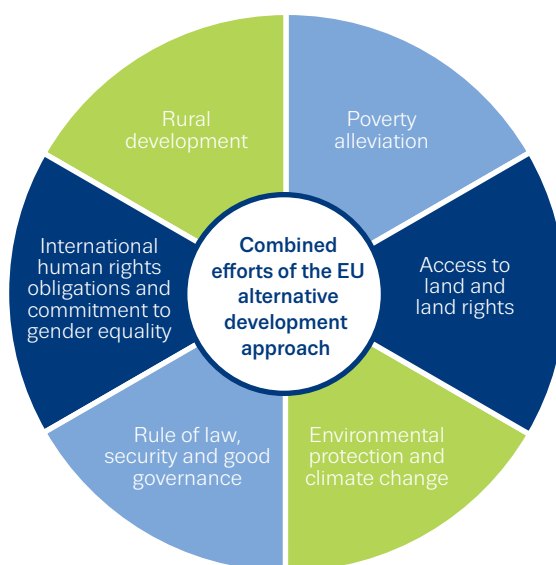 Rural
development
Poverty
alleviation
International
human rights
obligations and
commitment to
gender equality
Combined
efforts of the EU
alternative
development
approach
Access to
land and
land rights
Rule of law,
security and good
governance
Environmental
protection and
climate change